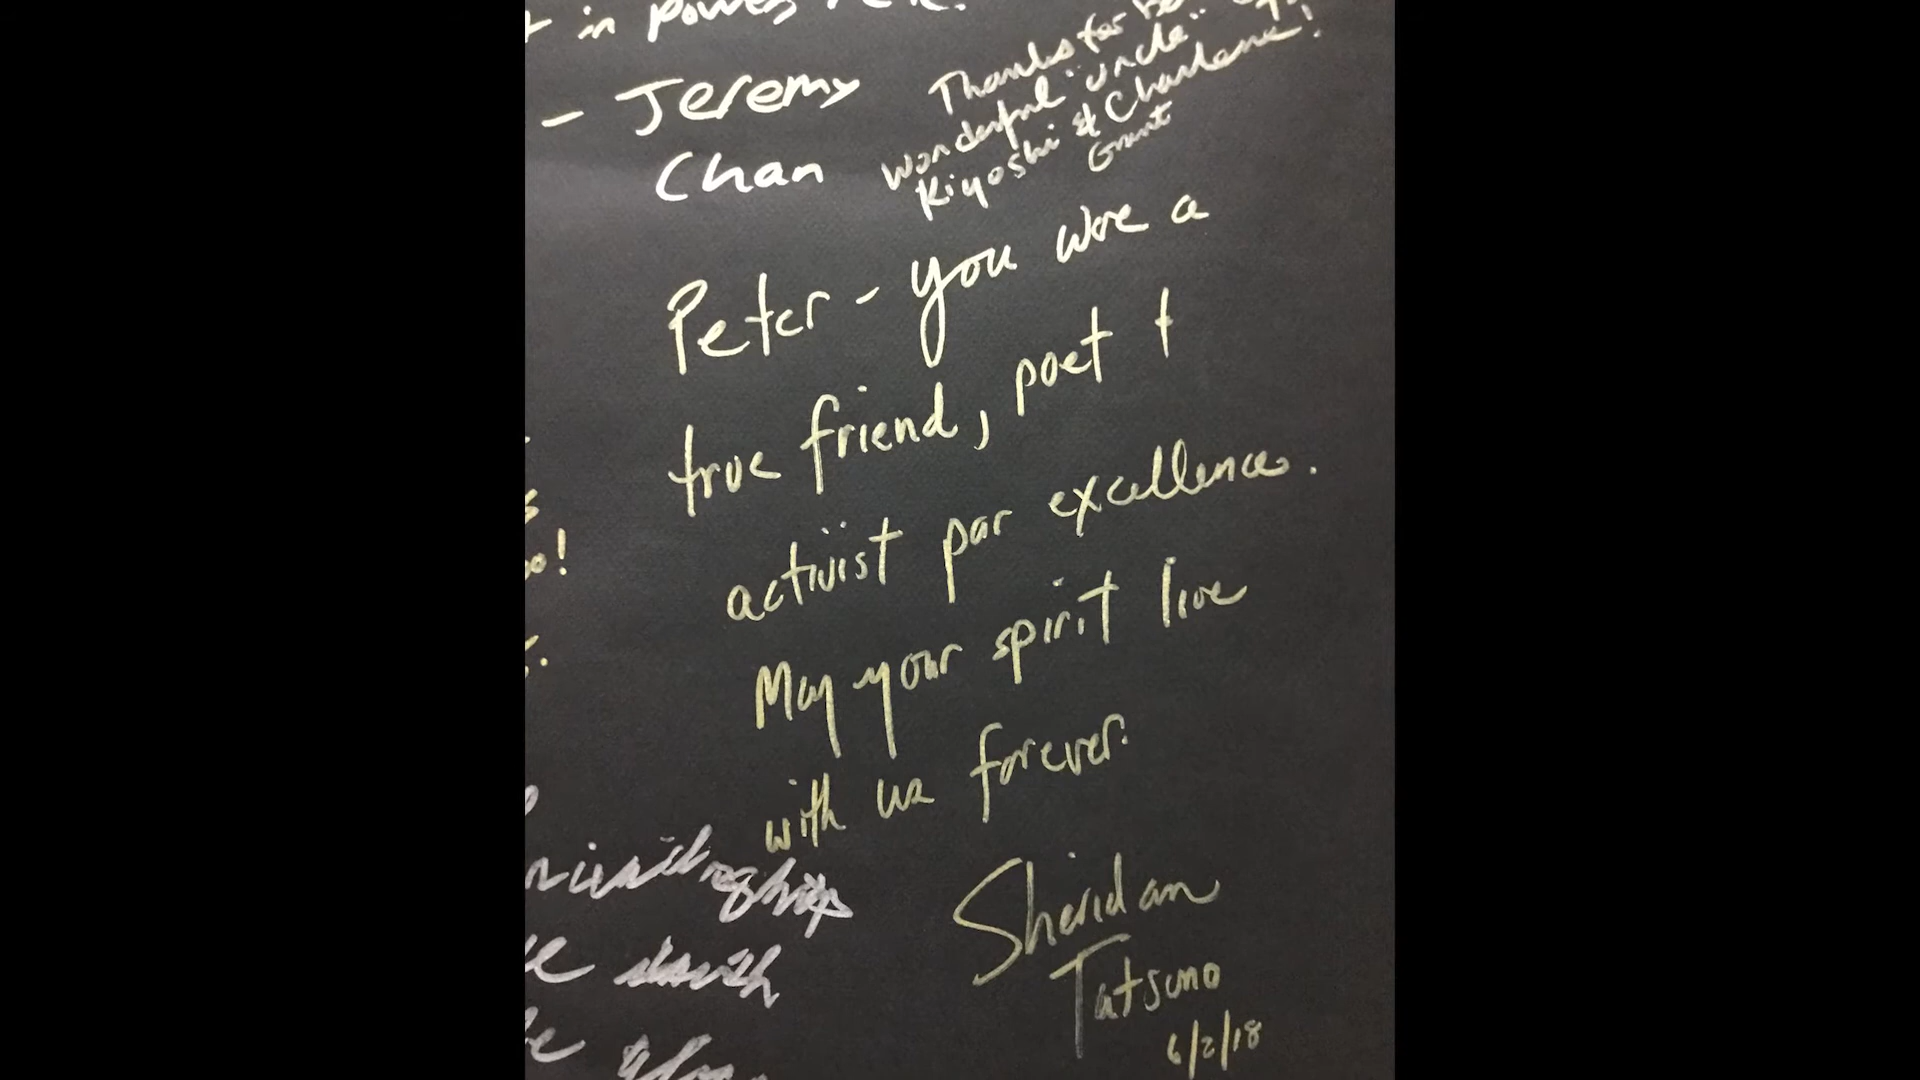 in power
- Jeremy
Chan
Thanks for
wonderful "uncle"
Kiyoshi & Charlene!
Grant
Peter - you were a
true friend, poet +
activist par excellence.
May your spirit live
with us forever.
Sheridan
Tatsuno
6/2/18